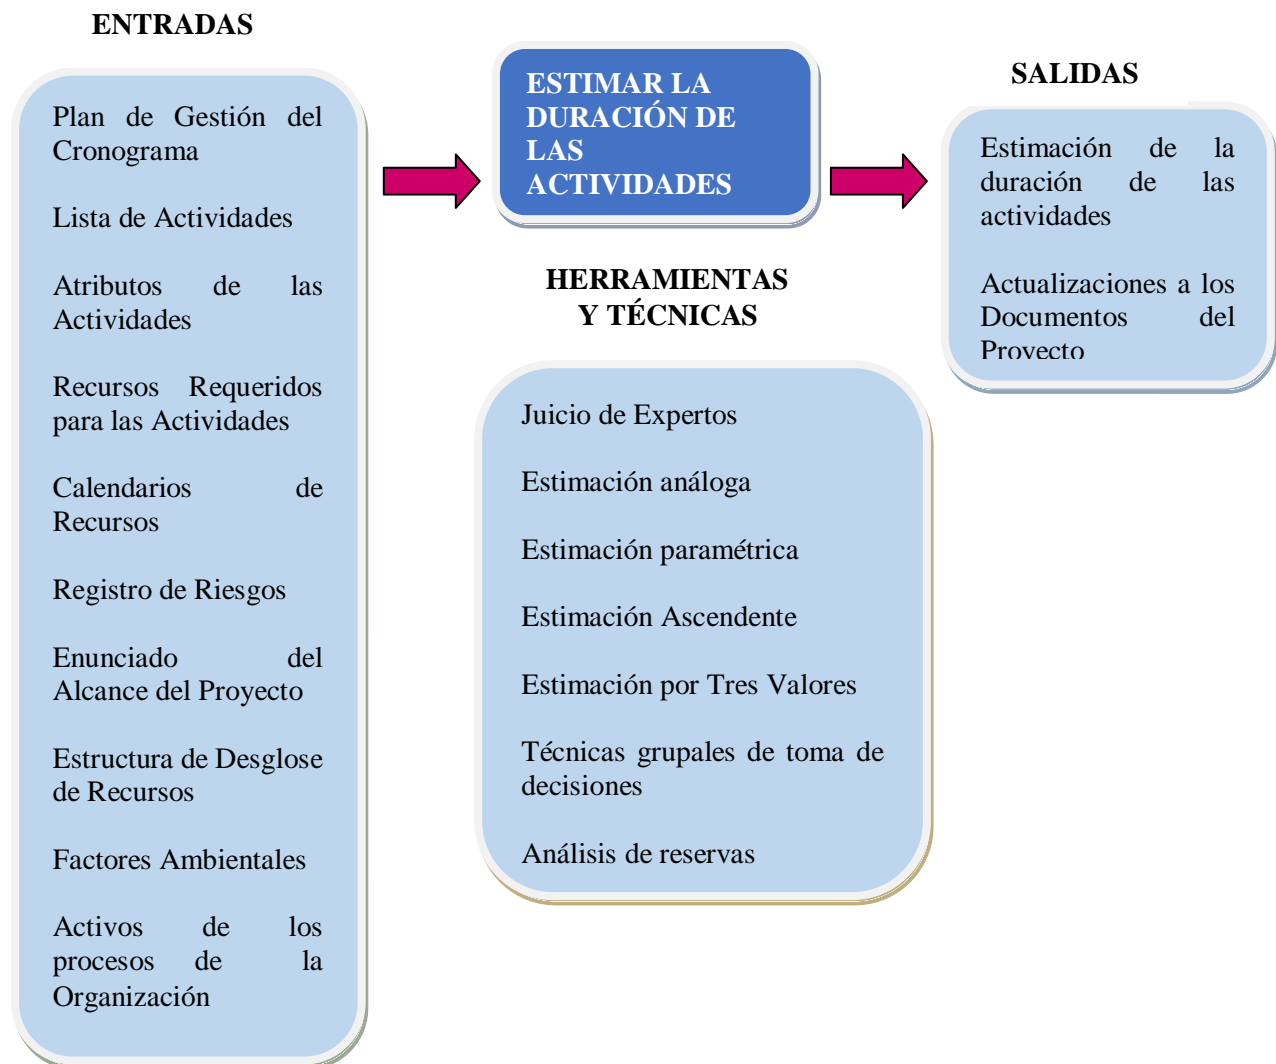 ENTRADAS
Plan de Gestión del
Cronograma
Lista de Actividades
Atributos de las
Actividades
Recursos Requeridos
para las Actividades
Calendarios de
Recursos
Registro de Riesgos
Enunciado del
Alcance del Proyecto
Estructura de Desglose
de Recursos
Factores Ambientales
Activos de los
procesos de la
Organización
ESTIMAR LA
DURACIÓN DE
LAS
ACTIVIDADES
HERRAMIENTAS
Y TÉCNICAS
Juicio de Expertos
Estimación análoga
Estimación paramétrica
Estimación Ascendente
Estimación por Tres Valores
Técnicas grupales de toma de
decisiones
Análisis de reservas
SALIDAS
Estimación de la
duración de las
actividades
Actualizaciones a los
Documentos del
Proyecto